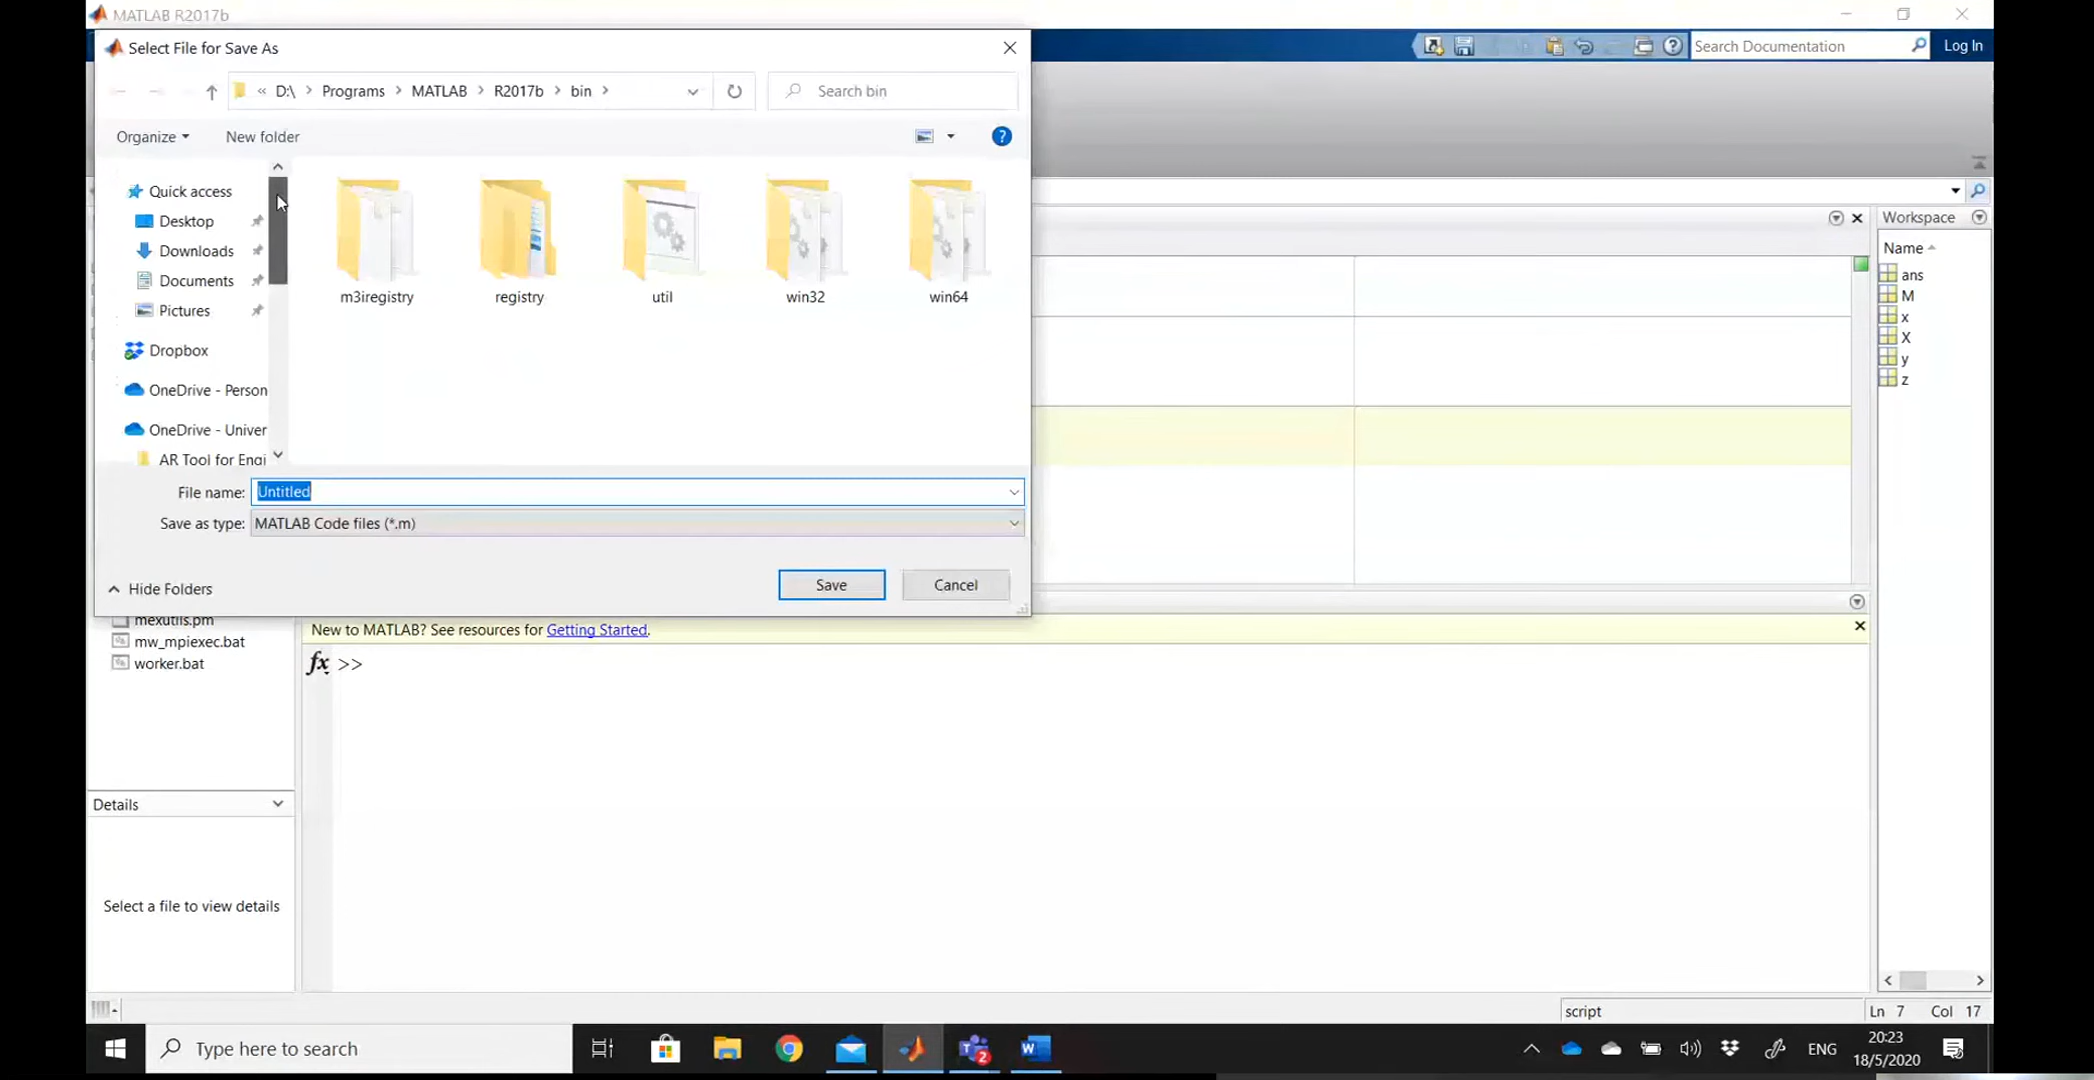 MATLAB R2017b
Select File for Save As
Search Documentation
Log In
« D:\ > Programs > MATLAB > R2017b > bin >
Search bin
Organize
New folder
Quick access
Desktop
Downloads
Documents
Pictures
Dropbox
OneDrive - Person
OneDrive - Univer
AR Tool for Engi
m3iregistry
registry
util
win32
win64
File name: Untitled
Save as type: MATLAB Code files (*.m)
Hide Folders
Save
Cancel
Workspace
Name
ans
M
x
X
y
z
mexutils.pm
mw_mpiexec.bat
worker.bat
New to MATLAB? See resources for Getting Started.
fx >>
Details
Select a file to view details
script
Ln 7 Col 17
Type here to search
2
ENG
20:23
18/5/2020